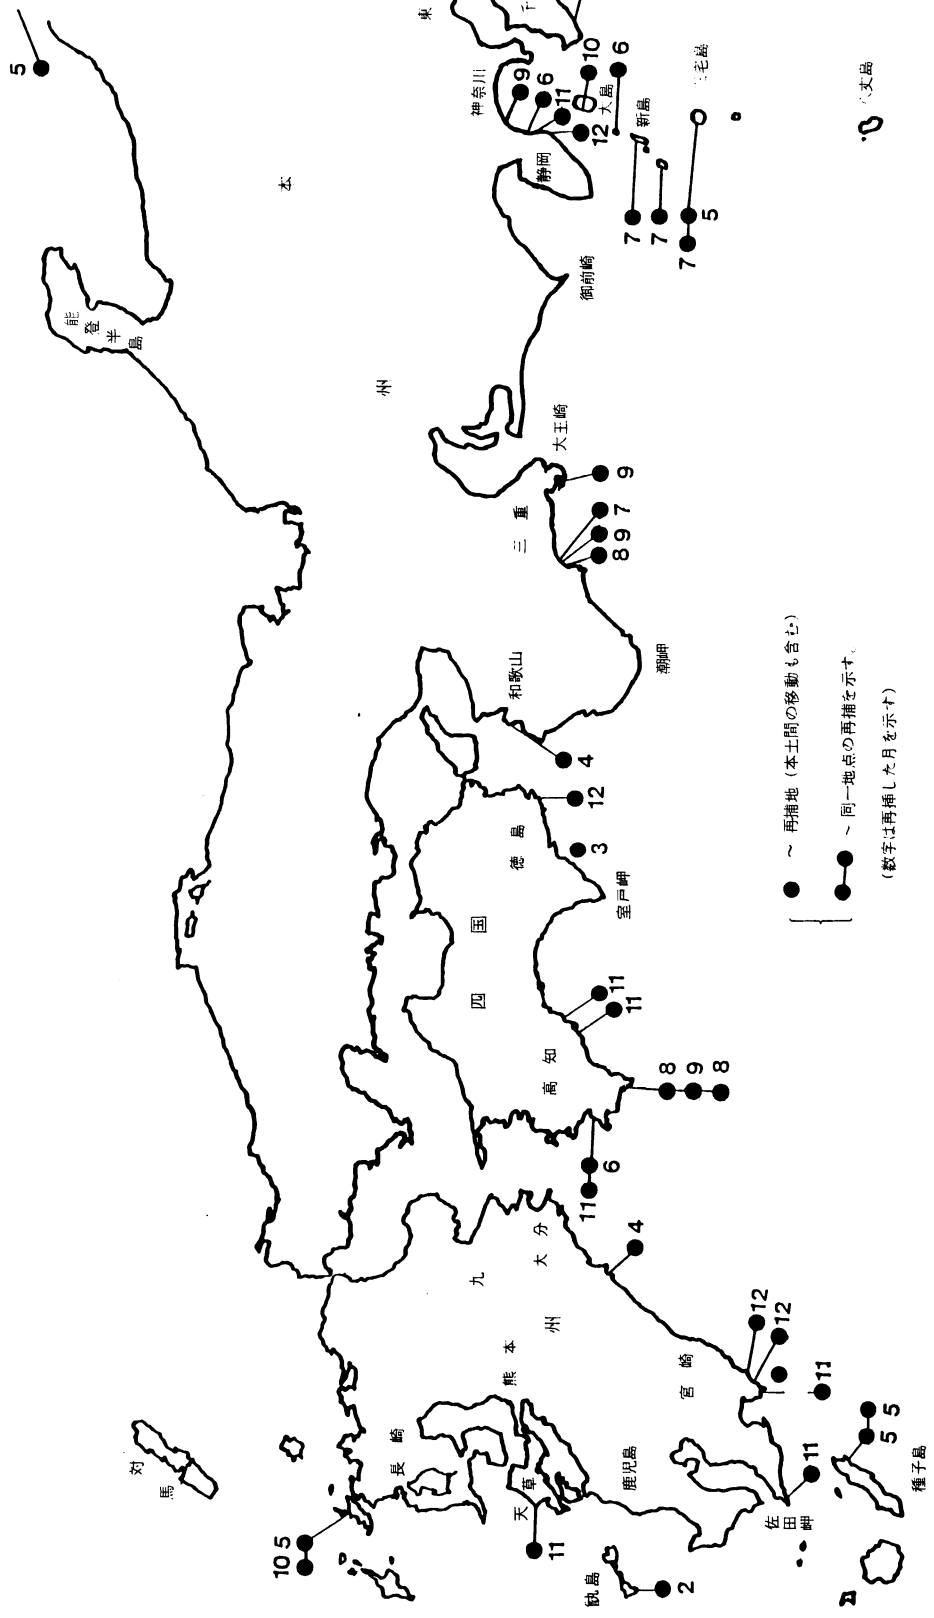 5
東
神奈川
9
6
11
12
10
6
大島
静岡
新島
宅島
丈島
7
7
5
7
御前崎
本
州
能登半島
大王崎
9
7
9
8
三重
潮岬
和歌山
4
12
3
徳島
室戸岬
四国
高知
11
11
8
9
8
6
11
~ 再捕地 (本土間の移動も含む)
~ 同一地点の再捕を示す。
(数字は再捕した月を示す)
九州
大分
4
熊本
宮崎
12
12
11
5
5
種子島
11
佐田岬
鹿児島
長崎
天草
11
対馬
5
10
2
島